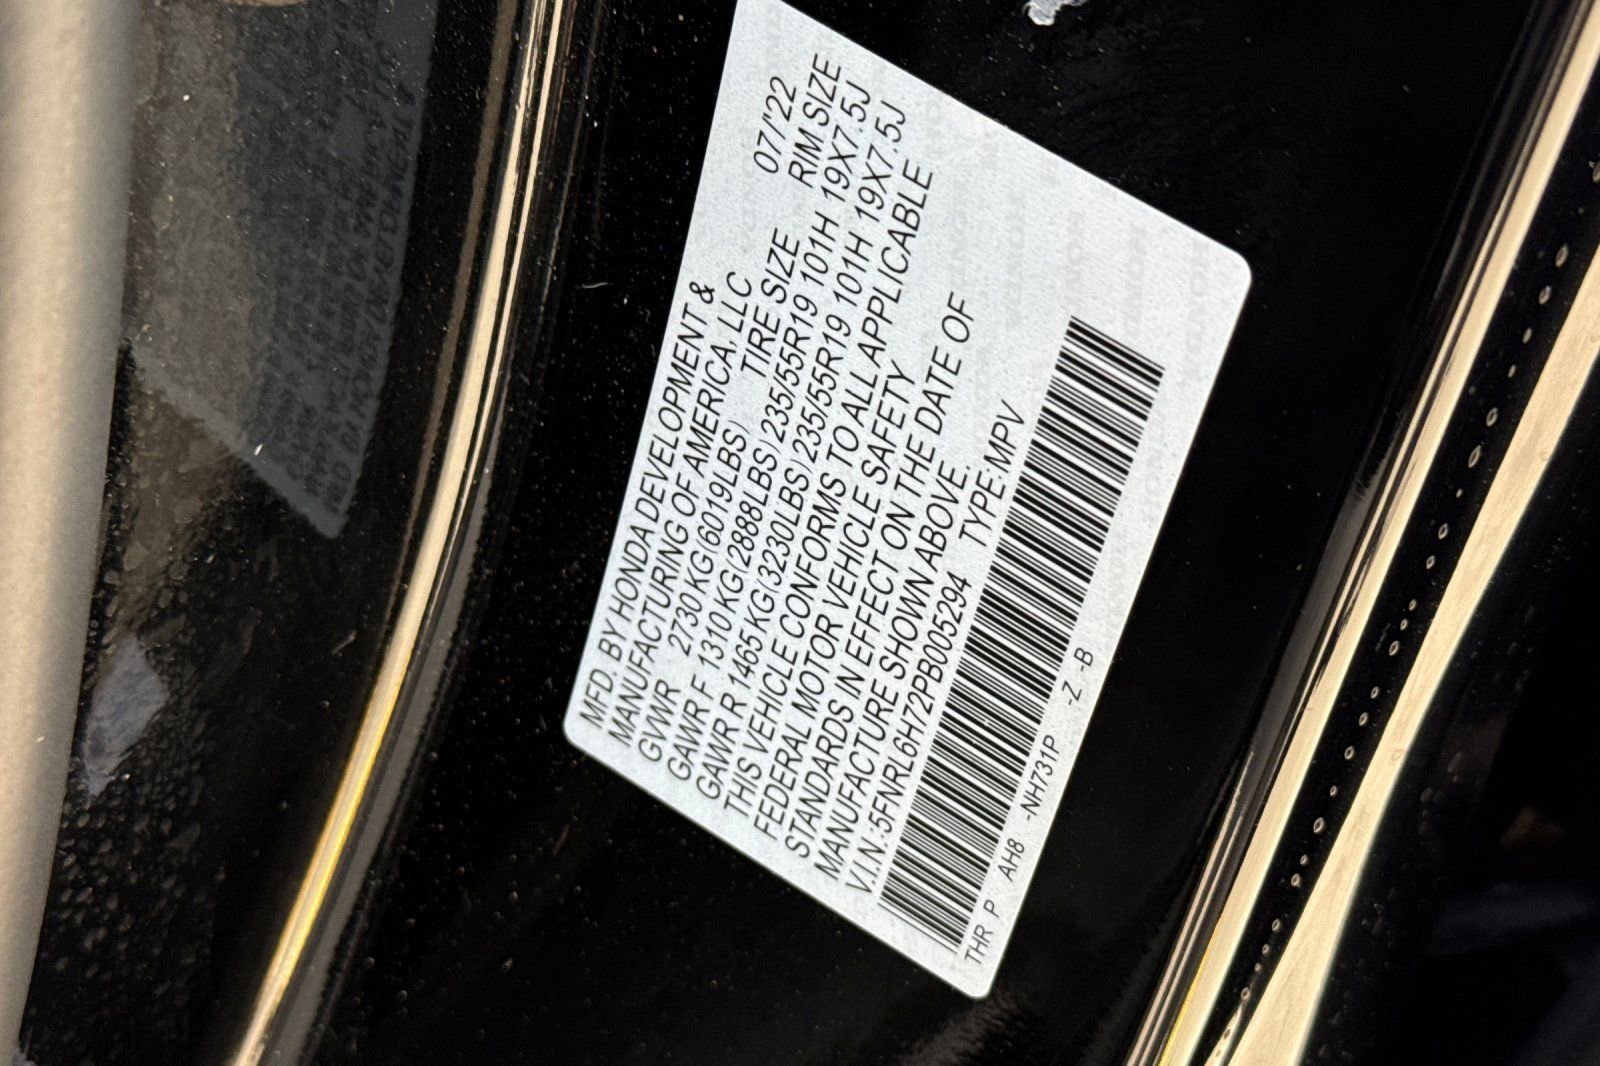 MFD. BY HONDA DEVELOPMENT &
MANUFACTURING OF AMERICA, LLC 07/'22
GVWR 2730 KG (6019LBS) TIRE SIZE RIM SIZE
GAWR F 1310 KG (2888LBS) 235/55R19 101H 19X7.5J
GAWR R 1465 KG (3230LBS) 235/55R19 101H 19X7.5J
THIS VEHICLE CONFORMS TO ALL APPLICABLE
FEDERAL MOTOR VEHICLE SAFETY
STANDARDS IN EFFECT ON THE DATE OF
MANUFACTURE SHOWN ABOVE.
V.I.N.:5FNRL6H72PB005294 TYPE:MPV
THR P AH8 -NH731P -Z -B